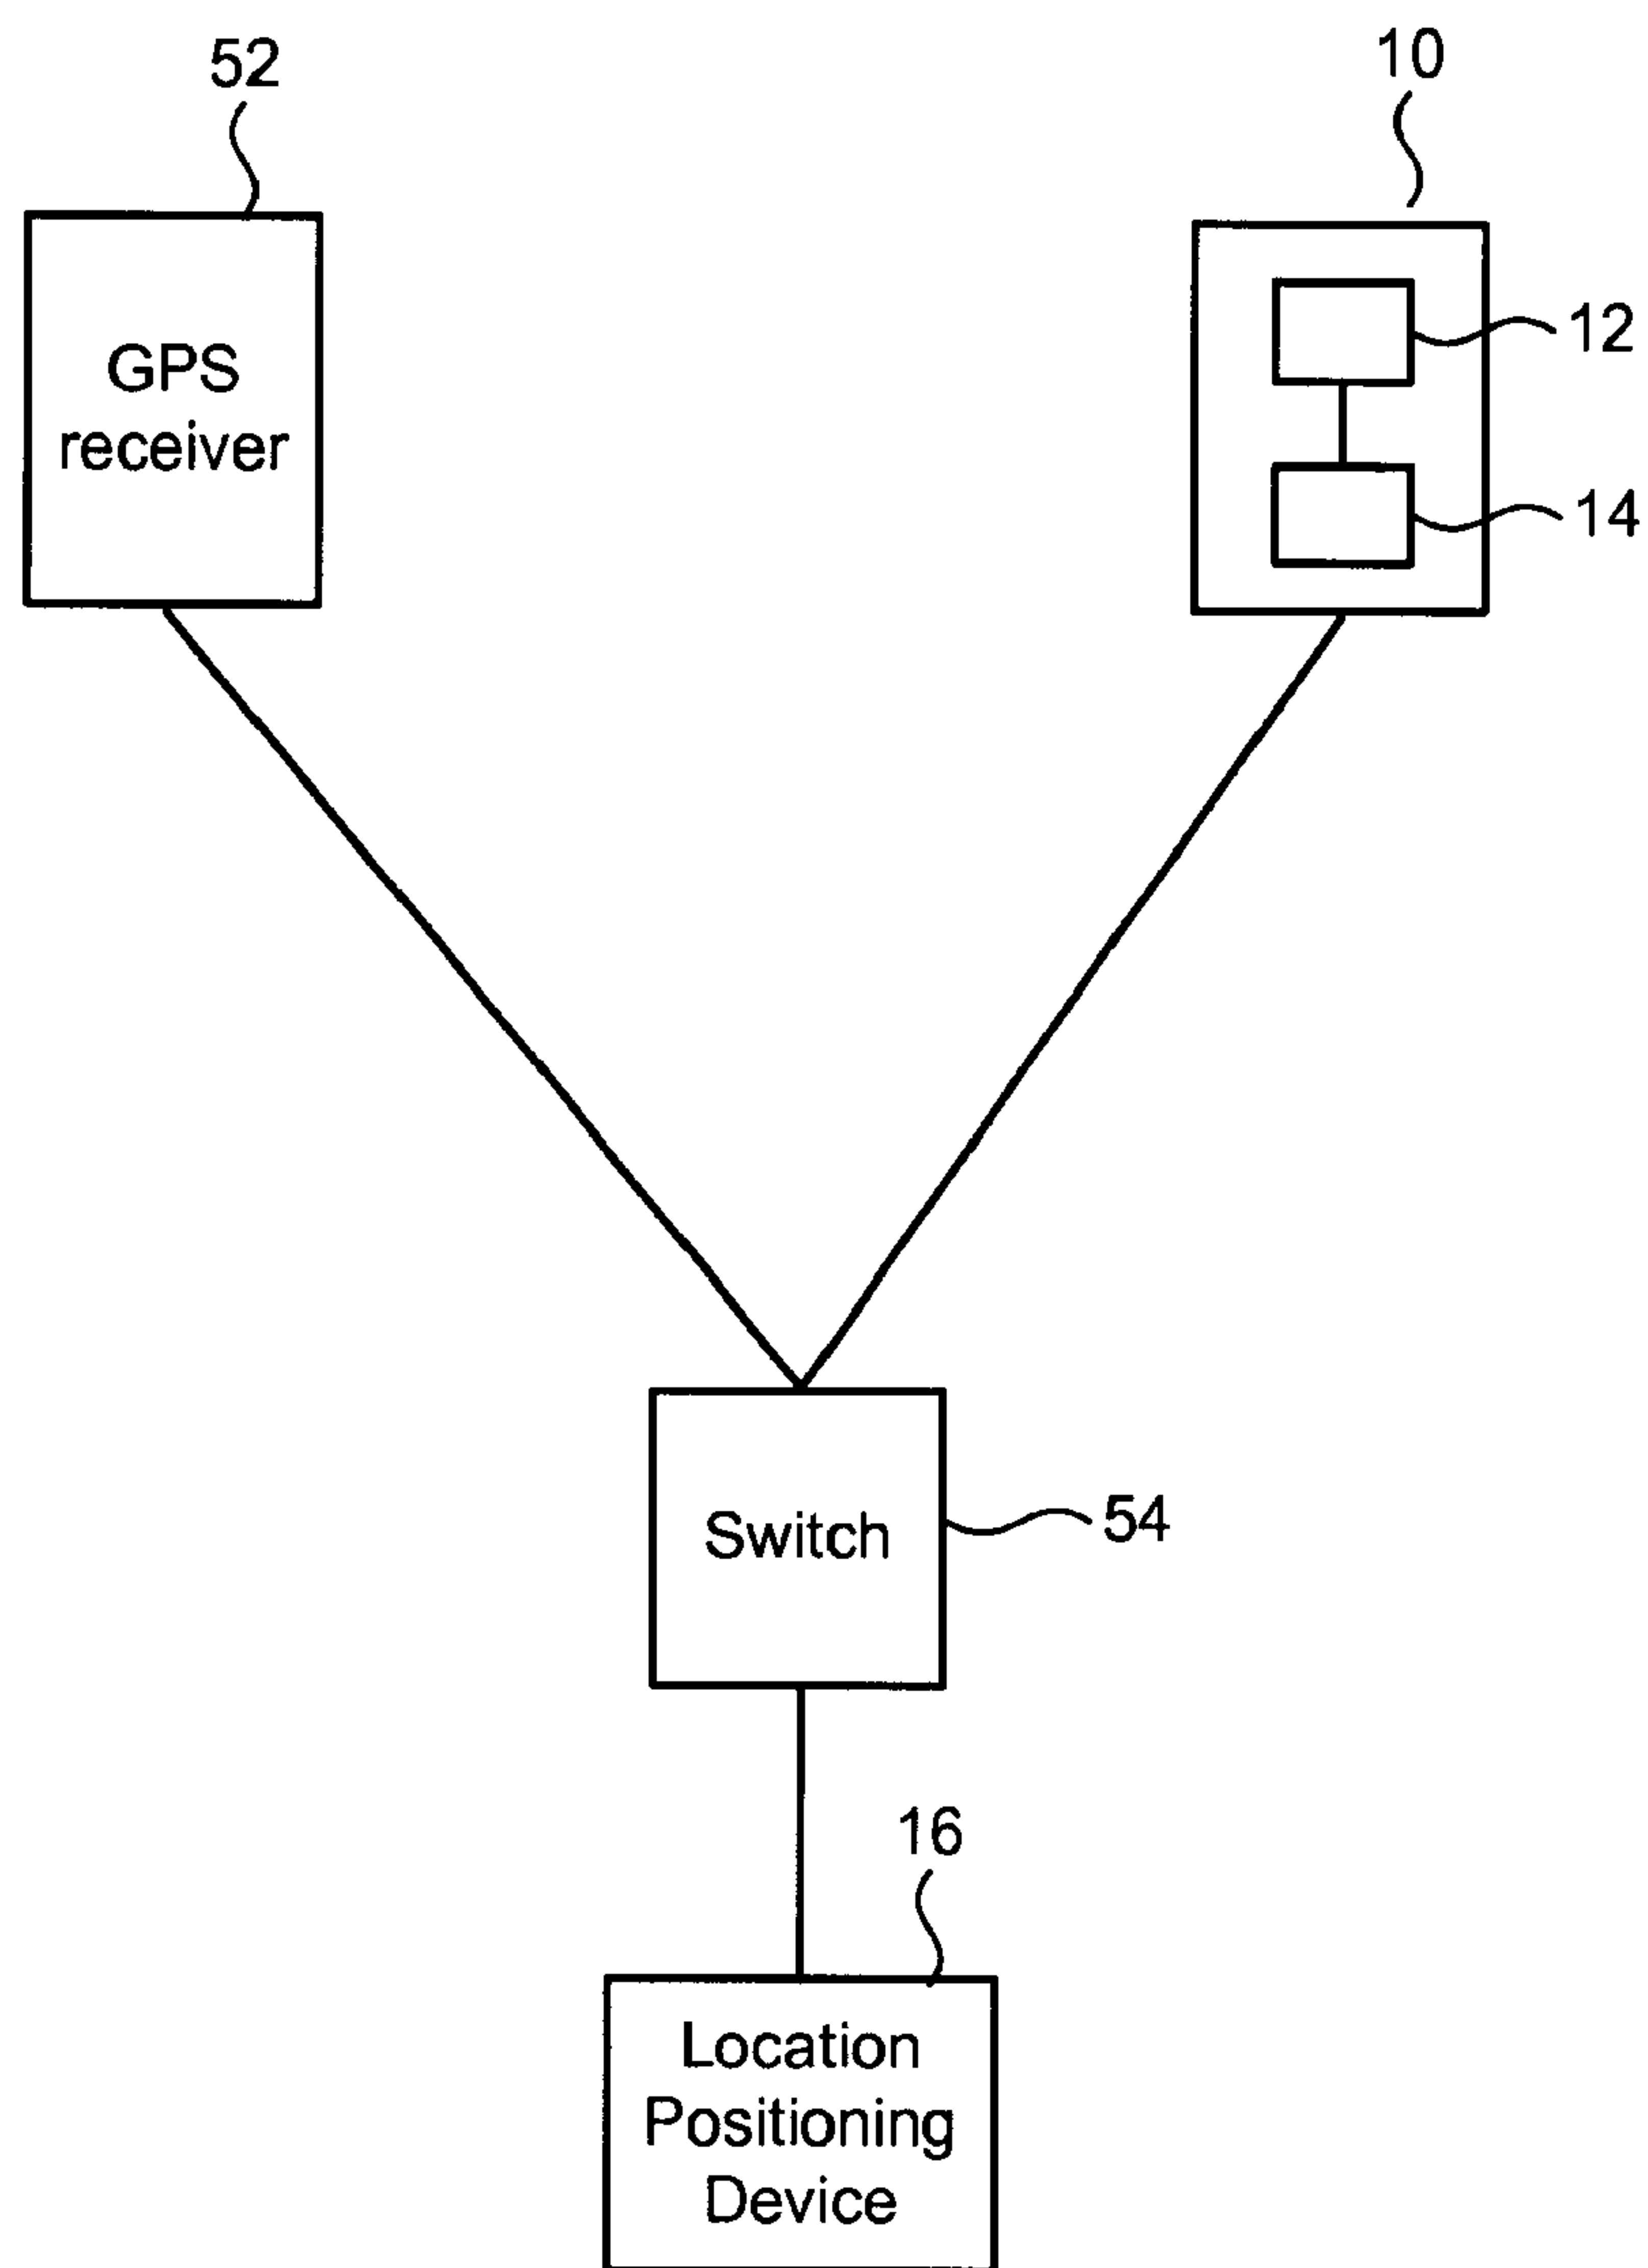 52
10
GPS
receiver
12
14
Switch
54
16
Location
Positioning
Device